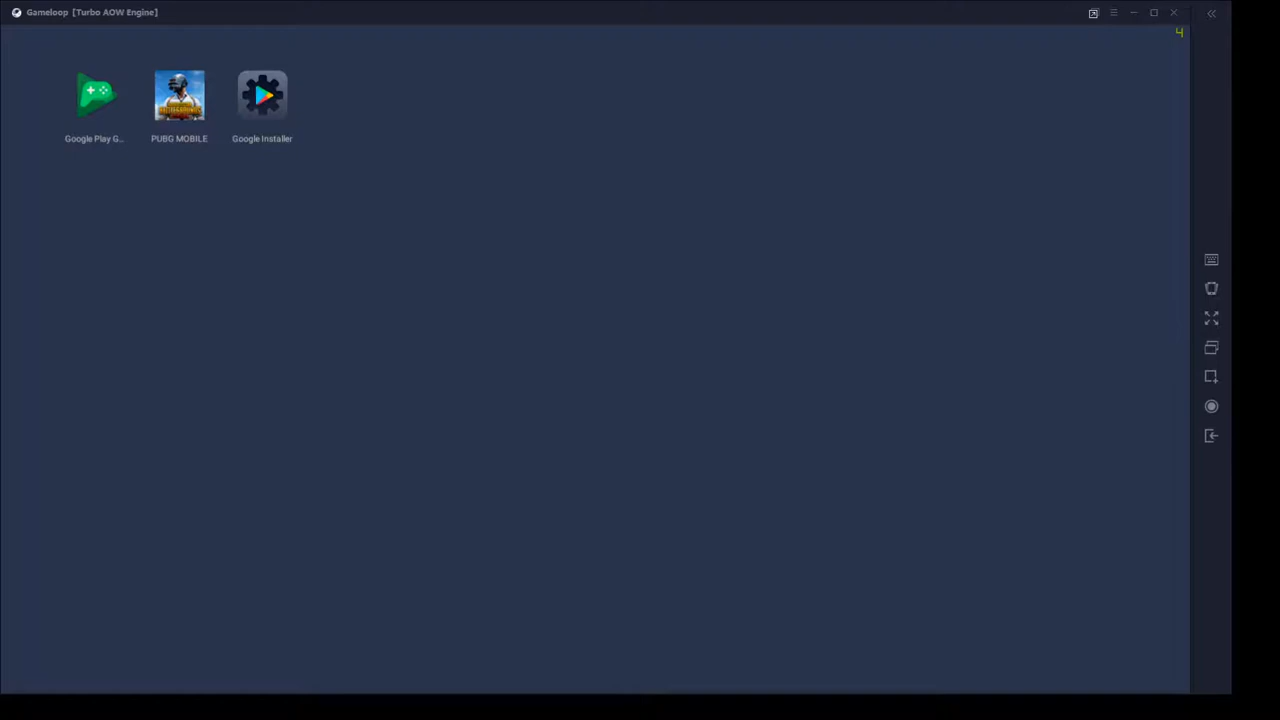 Gameloop [Turbo AOW Engine]
4
Google Play G...
PUBG MOBILE
Google Installer